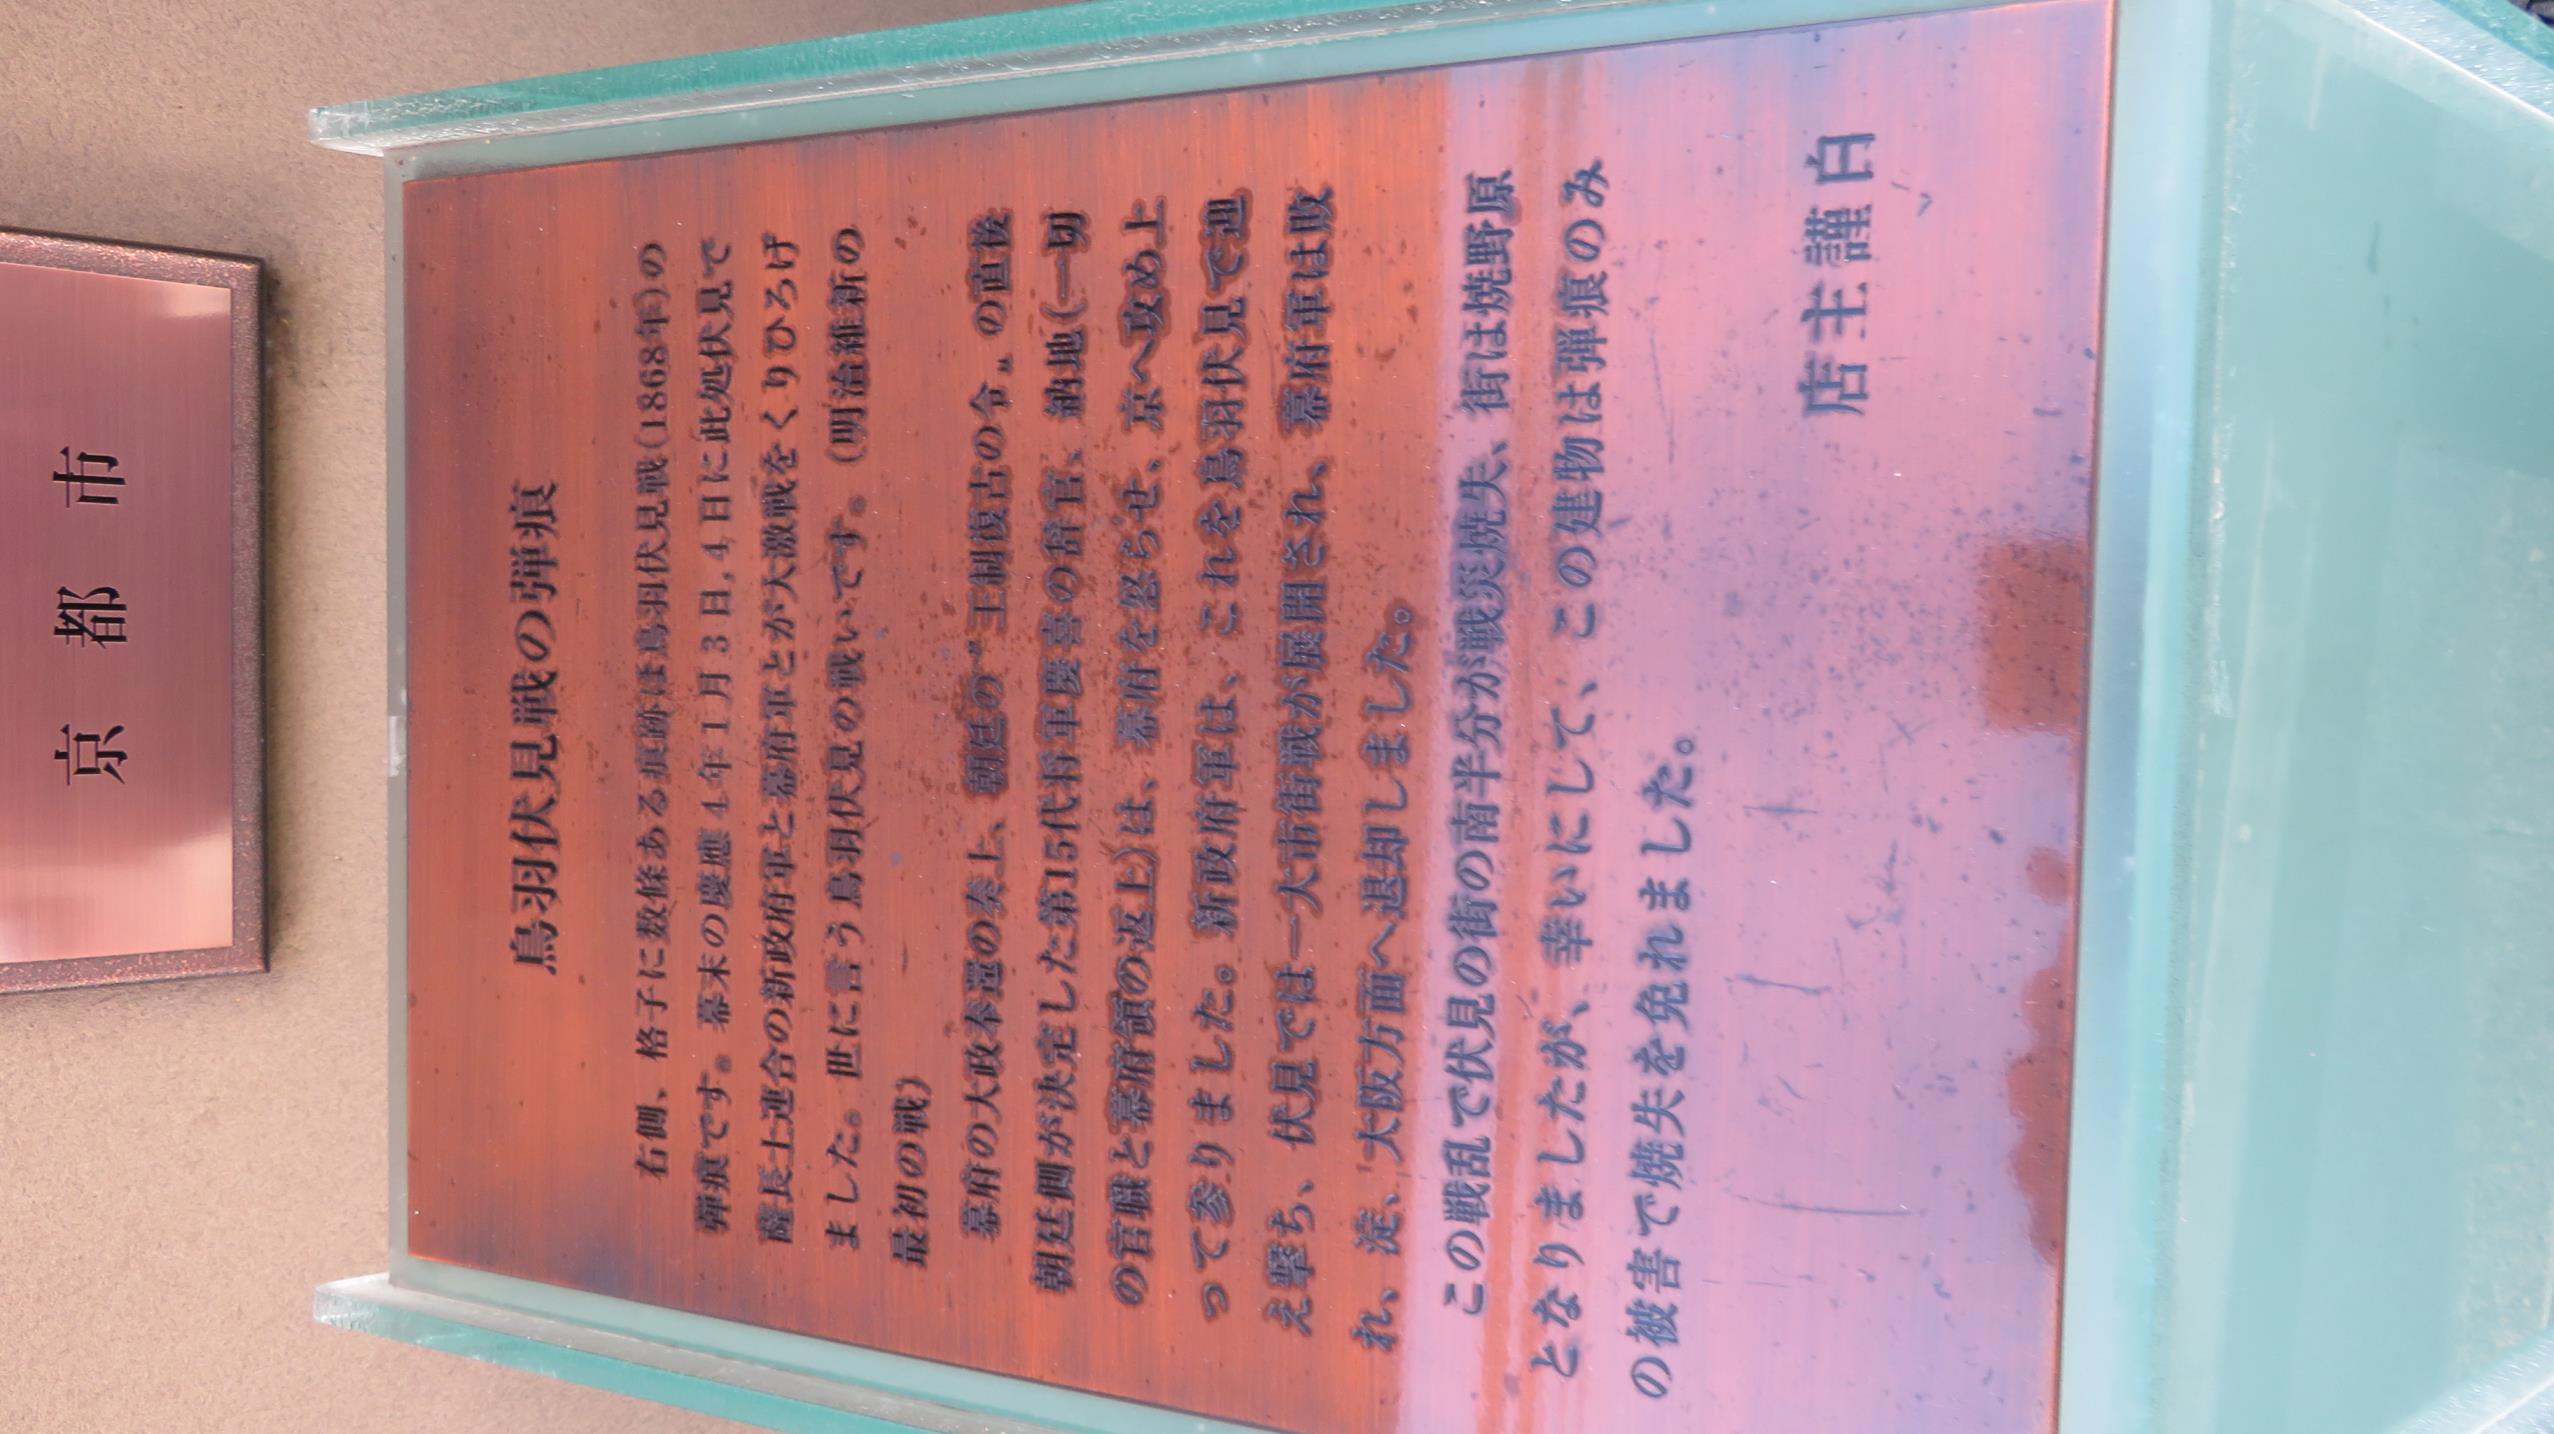 京都市
鳥羽伏見戦の弾痕
右側、格子に数條ある痕跡は鳥羽伏見戦(1868年)の
弾痕です。幕末の慶應4年1月3日,4日に此処伏見で
薩長土連合の新政府軍と幕府軍とが大激戦をくりひろげ
ました。世に言う鳥羽伏見の戦いです。(明治維新の
最初の戦)
幕府の大政奉還の奏上、朝廷の〝王制復古の令〟の直後
朝廷側が決定した第15代将軍慶喜の辞官、納地(一切
の官職と幕府領の返上)は、幕府を怒らせ、京へ攻め上
って参りました。新政府軍は、これを鳥羽伏見で迎
え撃ち、伏見では一大市街戦が展開され、幕府軍は敗
れ、淀、大阪方面へ退却しました。
この戦乱で伏見の街の南半分が戦災焼失、街は焼野原
となりましたが、幸いにして、この建物は弾痕のみ
の被害で焼失を免れました。
店主謹白